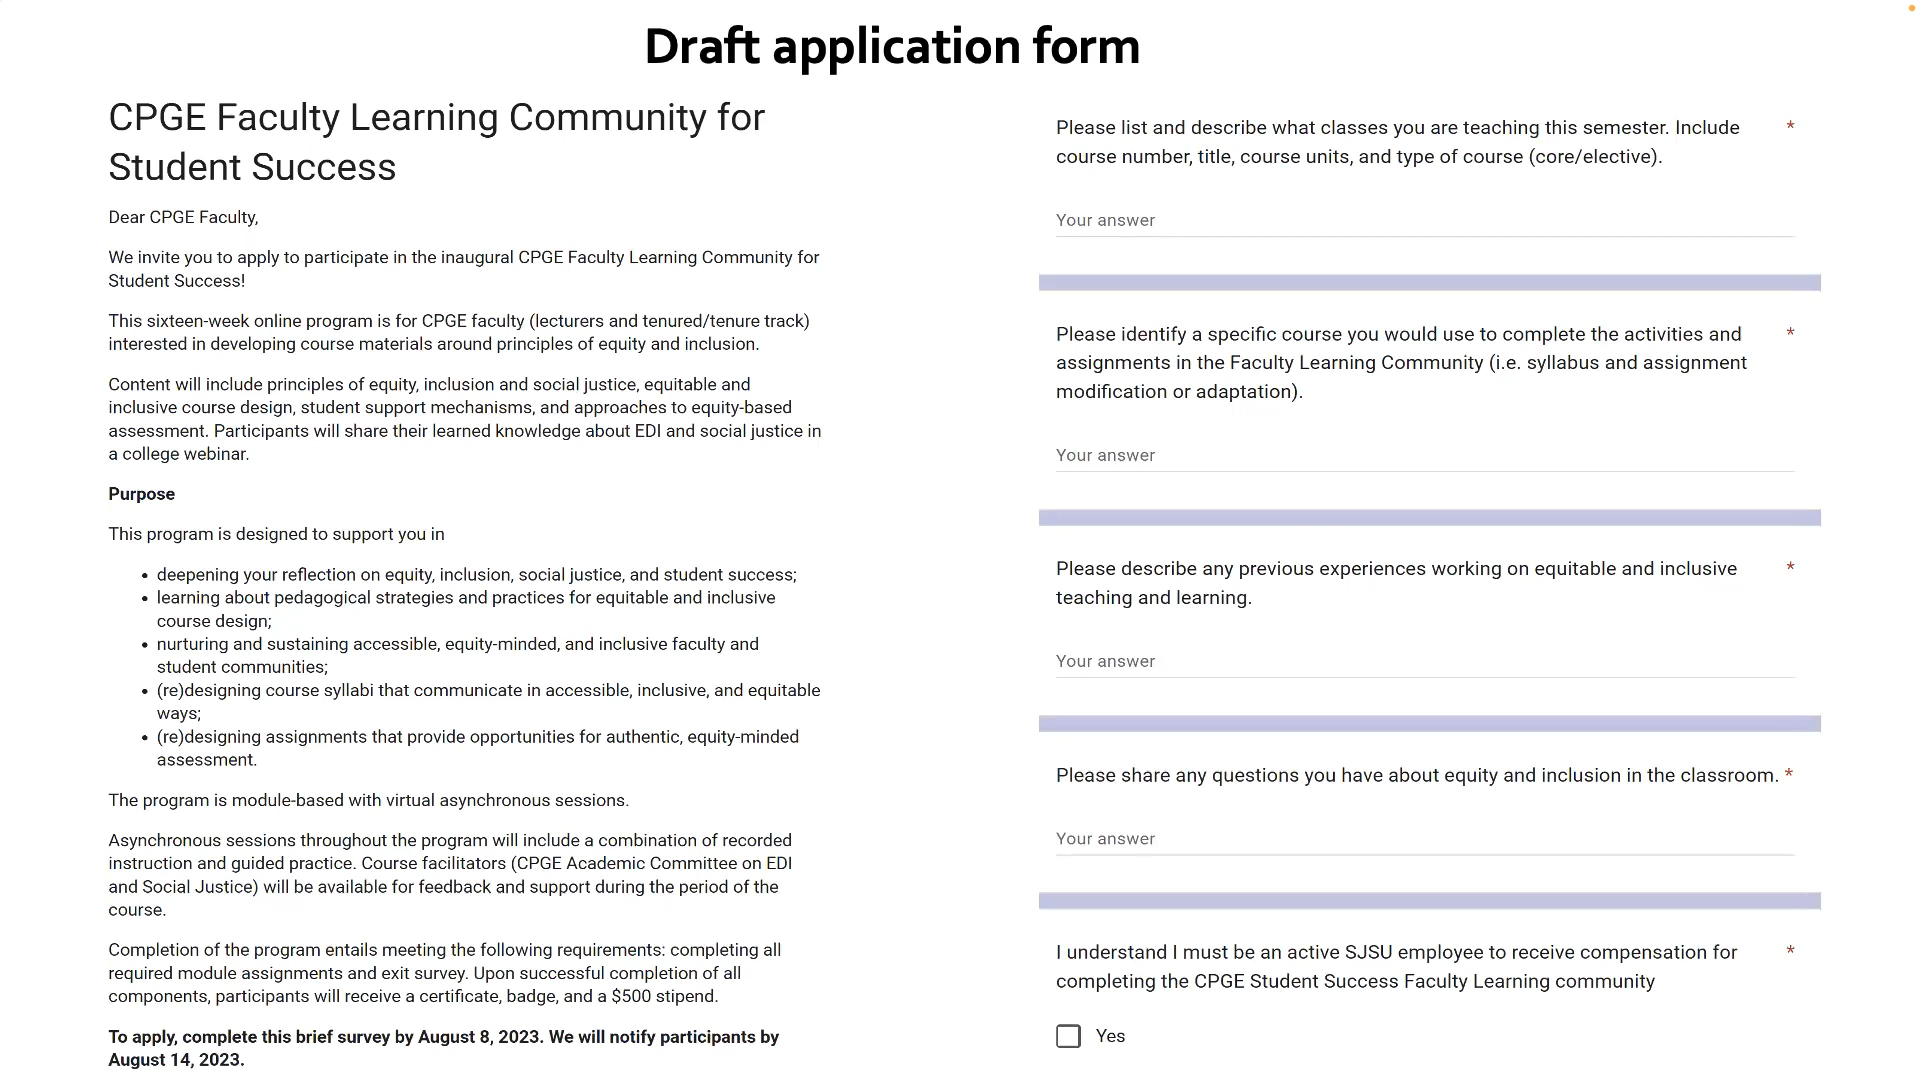 Draft application form
CPGE Faculty Learning Community for
Student Success
Dear CPGE Faculty,
We invite you to apply to participate in the inaugural CPGE Faculty Learning Community for
Student Success!
This sixteen-week online program is for CPGE faculty (lecturers and tenured/tenure track)
interested in developing course materials around principles of equity and inclusion.
Content will include principles of equity, inclusion and social justice, equitable and
inclusive course design, student support mechanisms, and approaches to equity-based
assessment. Participants will share their learned knowledge about EDI and social justice in
a college webinar.
Purpose
This program is designed to support you in
• deepening your reflection on equity, inclusion, social justice, and student success;
• learning about pedagogical strategies and practices for equitable and inclusive
course design;
• nurturing and sustaining accessible, equity-minded, and inclusive faculty and
student communities;
• (re)designing course syllabi that communicate in accessible, inclusive, and equitable
ways;
• (re)designing assignments that provide opportunities for authentic, equity-minded
assessment.
The program is module-based with virtual asynchronous sessions.
Asynchronous sessions throughout the program will include a combination of recorded
instruction and guided practice. Course facilitators (CPGE Academic Committee on EDI
and Social Justice) will be available for feedback and support during the period of the
course.
Completion of the program entails meeting the following requirements: completing all
required module assignments and exit survey. Upon successful completion of all
components, participants will receive a certificate, badge, and a $500 stipend.
To apply, complete this brief survey by August 8, 2023. We will notify participants by
August 14, 2023.
Please list and describe what classes you are teaching this semester. Include *
course number, title, course units, and type of course (core/elective).
Your answer
Please identify a specific course you would use to complete the activities and *
assignments in the Faculty Learning Community (i.e. syllabus and assignment
modification or adaptation).
Your answer
Please describe any previous experiences working on equitable and inclusive *
teaching and learning.
Your answer
Please share any questions you have about equity and inclusion in the classroom. *
Your answer
I understand I must be an active SJSU employee to receive compensation for *
completing the CPGE Student Success Faculty Learning community
Yes